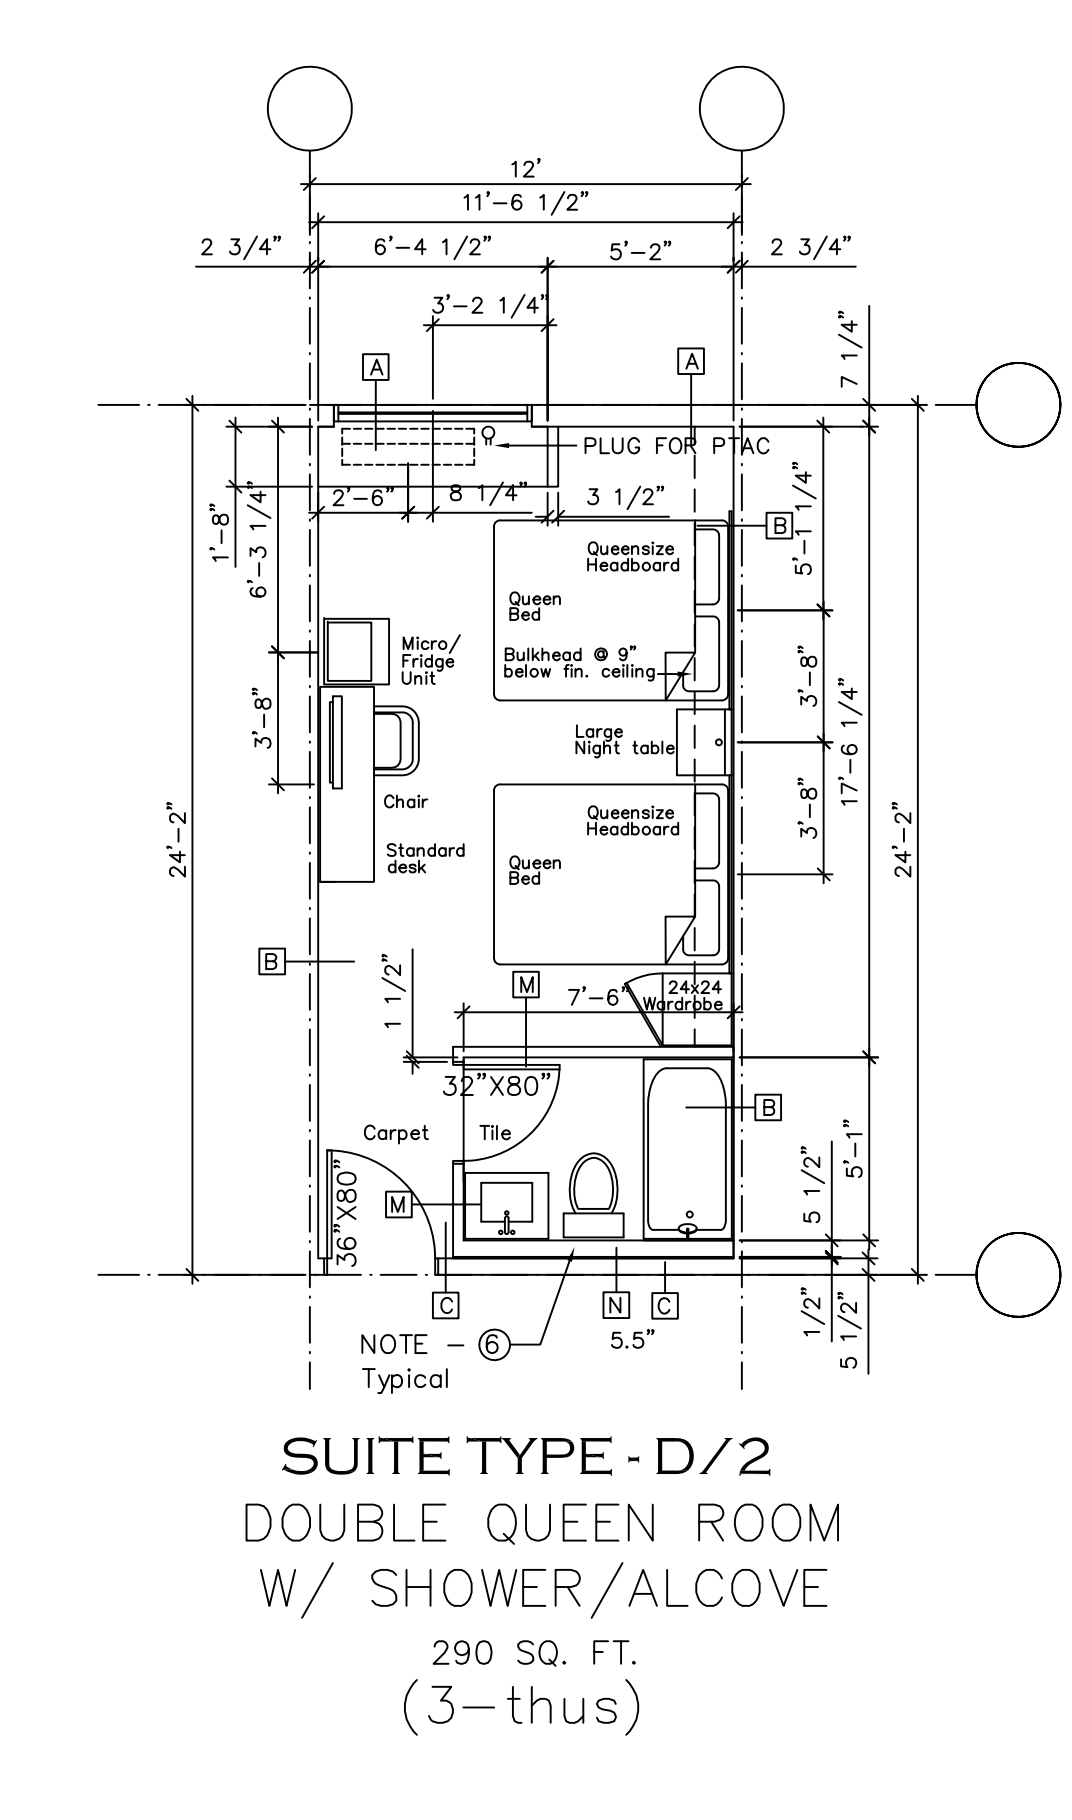 12'
11'-6 1/2"
2 3/4"
6'-4 1/2"
5'-2"
2 3/4"
3'-2 1/4"
7 1/4"
A
A
PLUG FOR PTAC
2'-6"
8 1/4"
3 1/2"
1'-8"
6'-3 1/4"
5'-1 1/4"
B
Queensize
Headboard
Queen
Bed
Micro/
Fridge
Unit
Bulkhead @ 9"
below fin. ceiling
3'-8"
3'-8"
17'-6 1/4"
Large
Night table
Chair
Queensize
Headboard
3'-8"
24'-2"
24'-2"
Standard
desk
Queen
Bed
B
1 1/2"
M
7'-6"
24x24
Wardrobe
32"X80"
B
Carpet
Tile
5'-1"
36"X80"
M
5 1/2"
C
N
C
1/2"
5 1/2"
NOTE - 6
Typical
5.5"
SUITE TYPE - D/2
DOUBLE QUEEN ROOM
W/ SHOWER/ALCOVE
290 SQ. FT.
(3-thus)